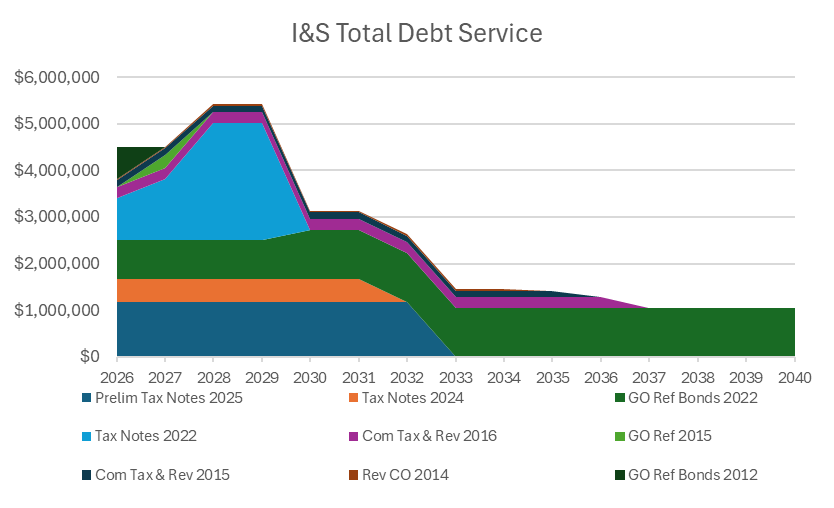 I&S Total Debt Service
$6,000,000
$5,000,000
$4,000,000
$3,000,000
$2,000,000
$1,000,000
$0
2026 2027 2028 2029 2030 2031 2032 2033 2034 2035 2036 2037 2038 2039 2040
Prelim Tax Notes 2025 Tax Notes 2024 GO Ref Bonds 2022
Tax Notes 2022 Com Tax & Rev 2016 GO Ref 2015
Com Tax & Rev 2015 Rev CO 2014 GO Ref Bonds 2012